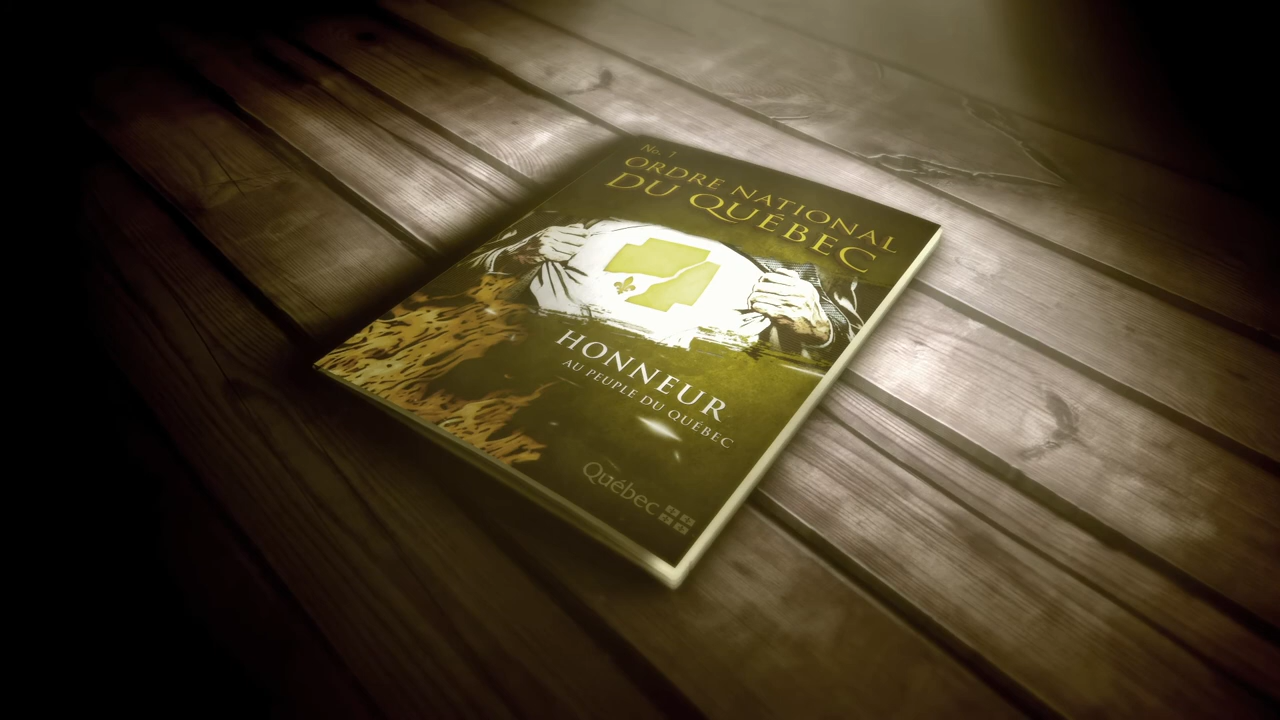 No. 1
ORDRE NATIONAL
DU QUÉBEC
HONNEUR
AU PEUPLE DU QUÉBEC
Québec